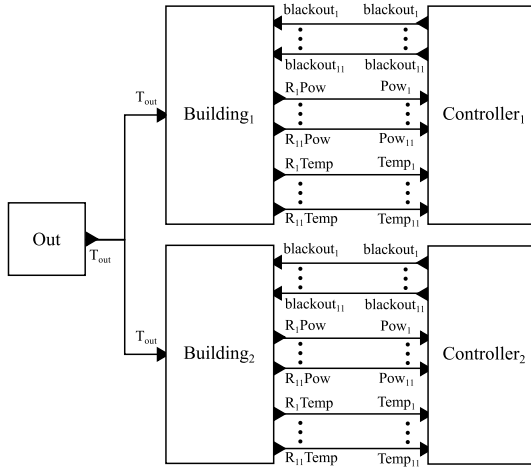 blackout₁ blackout₁
blackout₁₁ blackout₁₁
R₁Pow Pow₁
T_out
Building₁ Controller₁
R₁₁Pow Pow₁₁
R₁Temp Temp₁
R₁₁Temp Temp₁₁
Out
T_out
blackout₁ blackout₁
blackout₁₁ blackout₁₁
R₁Pow Pow₁
T_out
Building₂ Controller₂
R₁₁Pow Pow₁₁
R₁Temp Temp₁
R₁₁Temp Temp₁₁